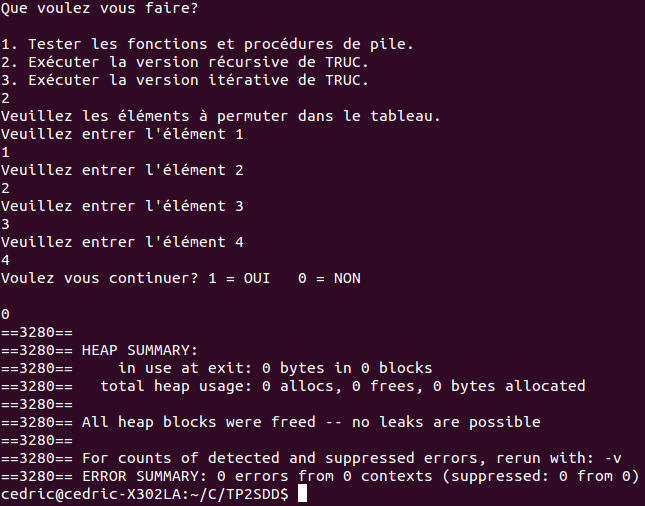 Que voulez vous faire?
1. Tester les fonctions et procédures de pile.
2. Exécuter la version récursive de TRUC.
3. Exécuter la version itérative de TRUC.
2
Veuillez les éléments à permuter dans le tableau.
Veuillez entrer l'élément 1
1
Veuillez entrer l'élément 2
2
Veuillez entrer l'élément 3
3
Veuillez entrer l'élément 4
4
Voulez vous continuer? 1 = OUI   0 = NON
0
==3280==
==3280== HEAP SUMMARY:
==3280==     in use at exit: 0 bytes in 0 blocks
==3280==   total heap usage: 0 allocs, 0 frees, 0 bytes allocated
==3280==
==3280== All heap blocks were freed -- no leaks are possible
==3280==
==3280== For counts of detected and suppressed errors, rerun with: -v
==3280== ERROR SUMMARY: 0 errors from 0 contexts (suppressed: 0 from 0)
cedric@cedric-X302LA:~/C/TP2SDD$